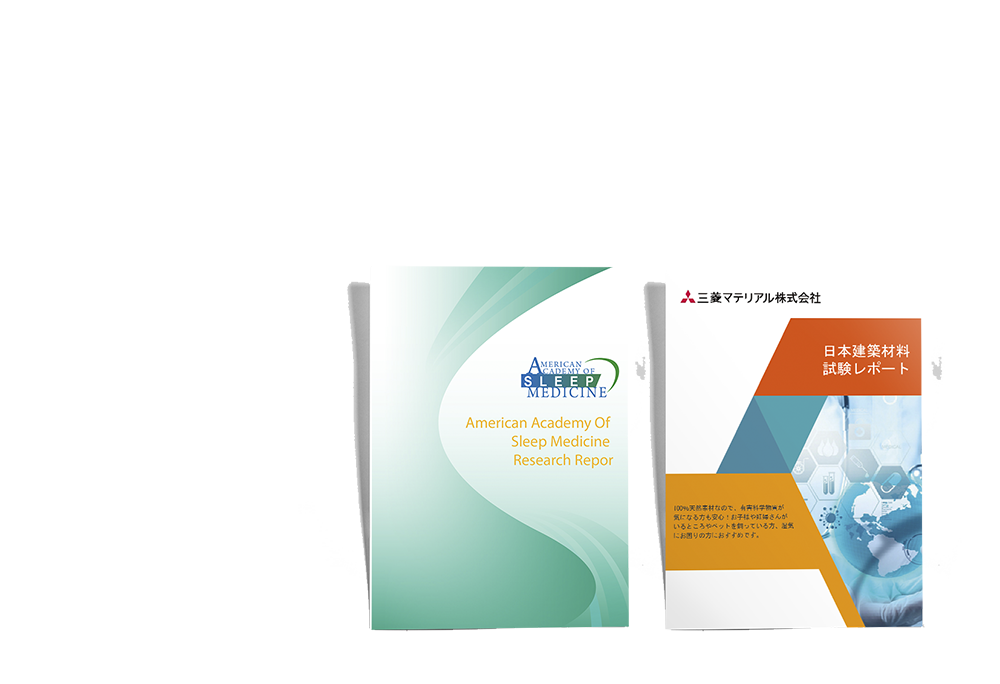 AMERICAN
ACADEMY OF
SLEEP
MEDICINE
American Academy Of
Sleep Medicine
Research Repor
三菱マテリアル株式会社
日本建築材料
試験レポート
100%天然素材なので、有害科学物質が
気になる方も安心！お子様や妊婦さんが
いるところやペットを飼っている方、湿気
にお困りの方におすすめです。